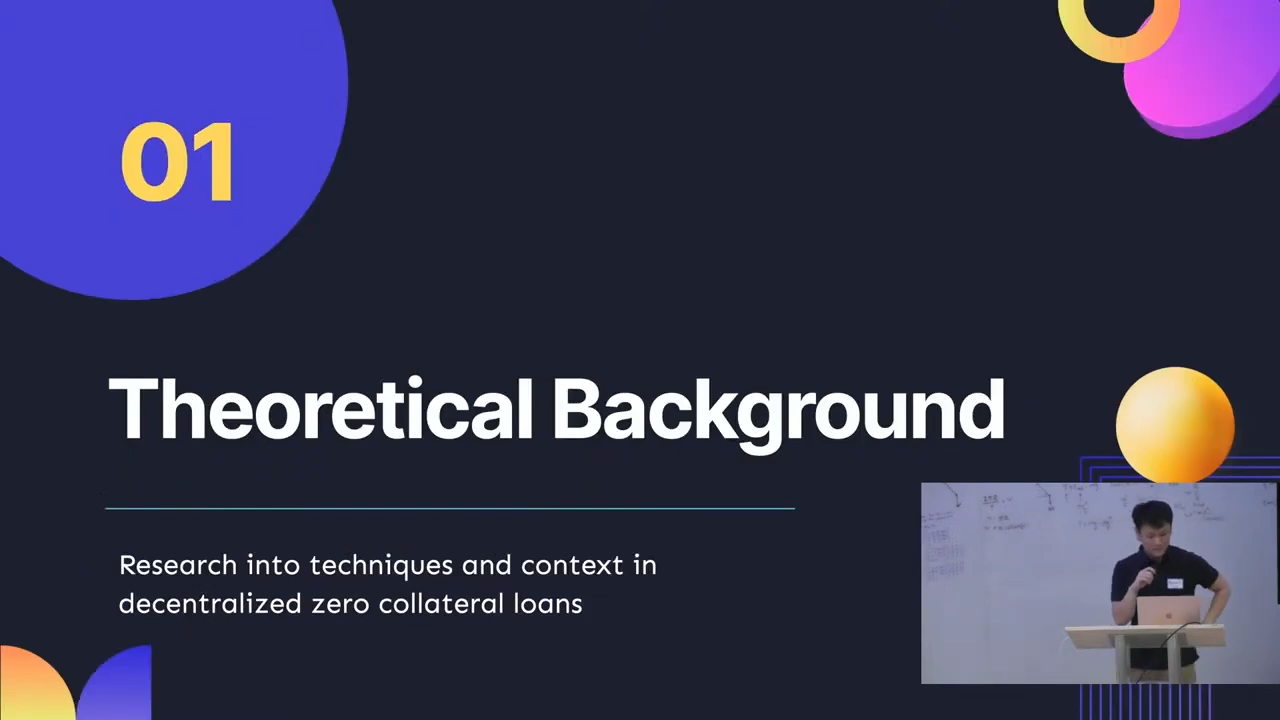 01
Theoretical Background
Research into techniques and context in
decentralized zero collateral loans